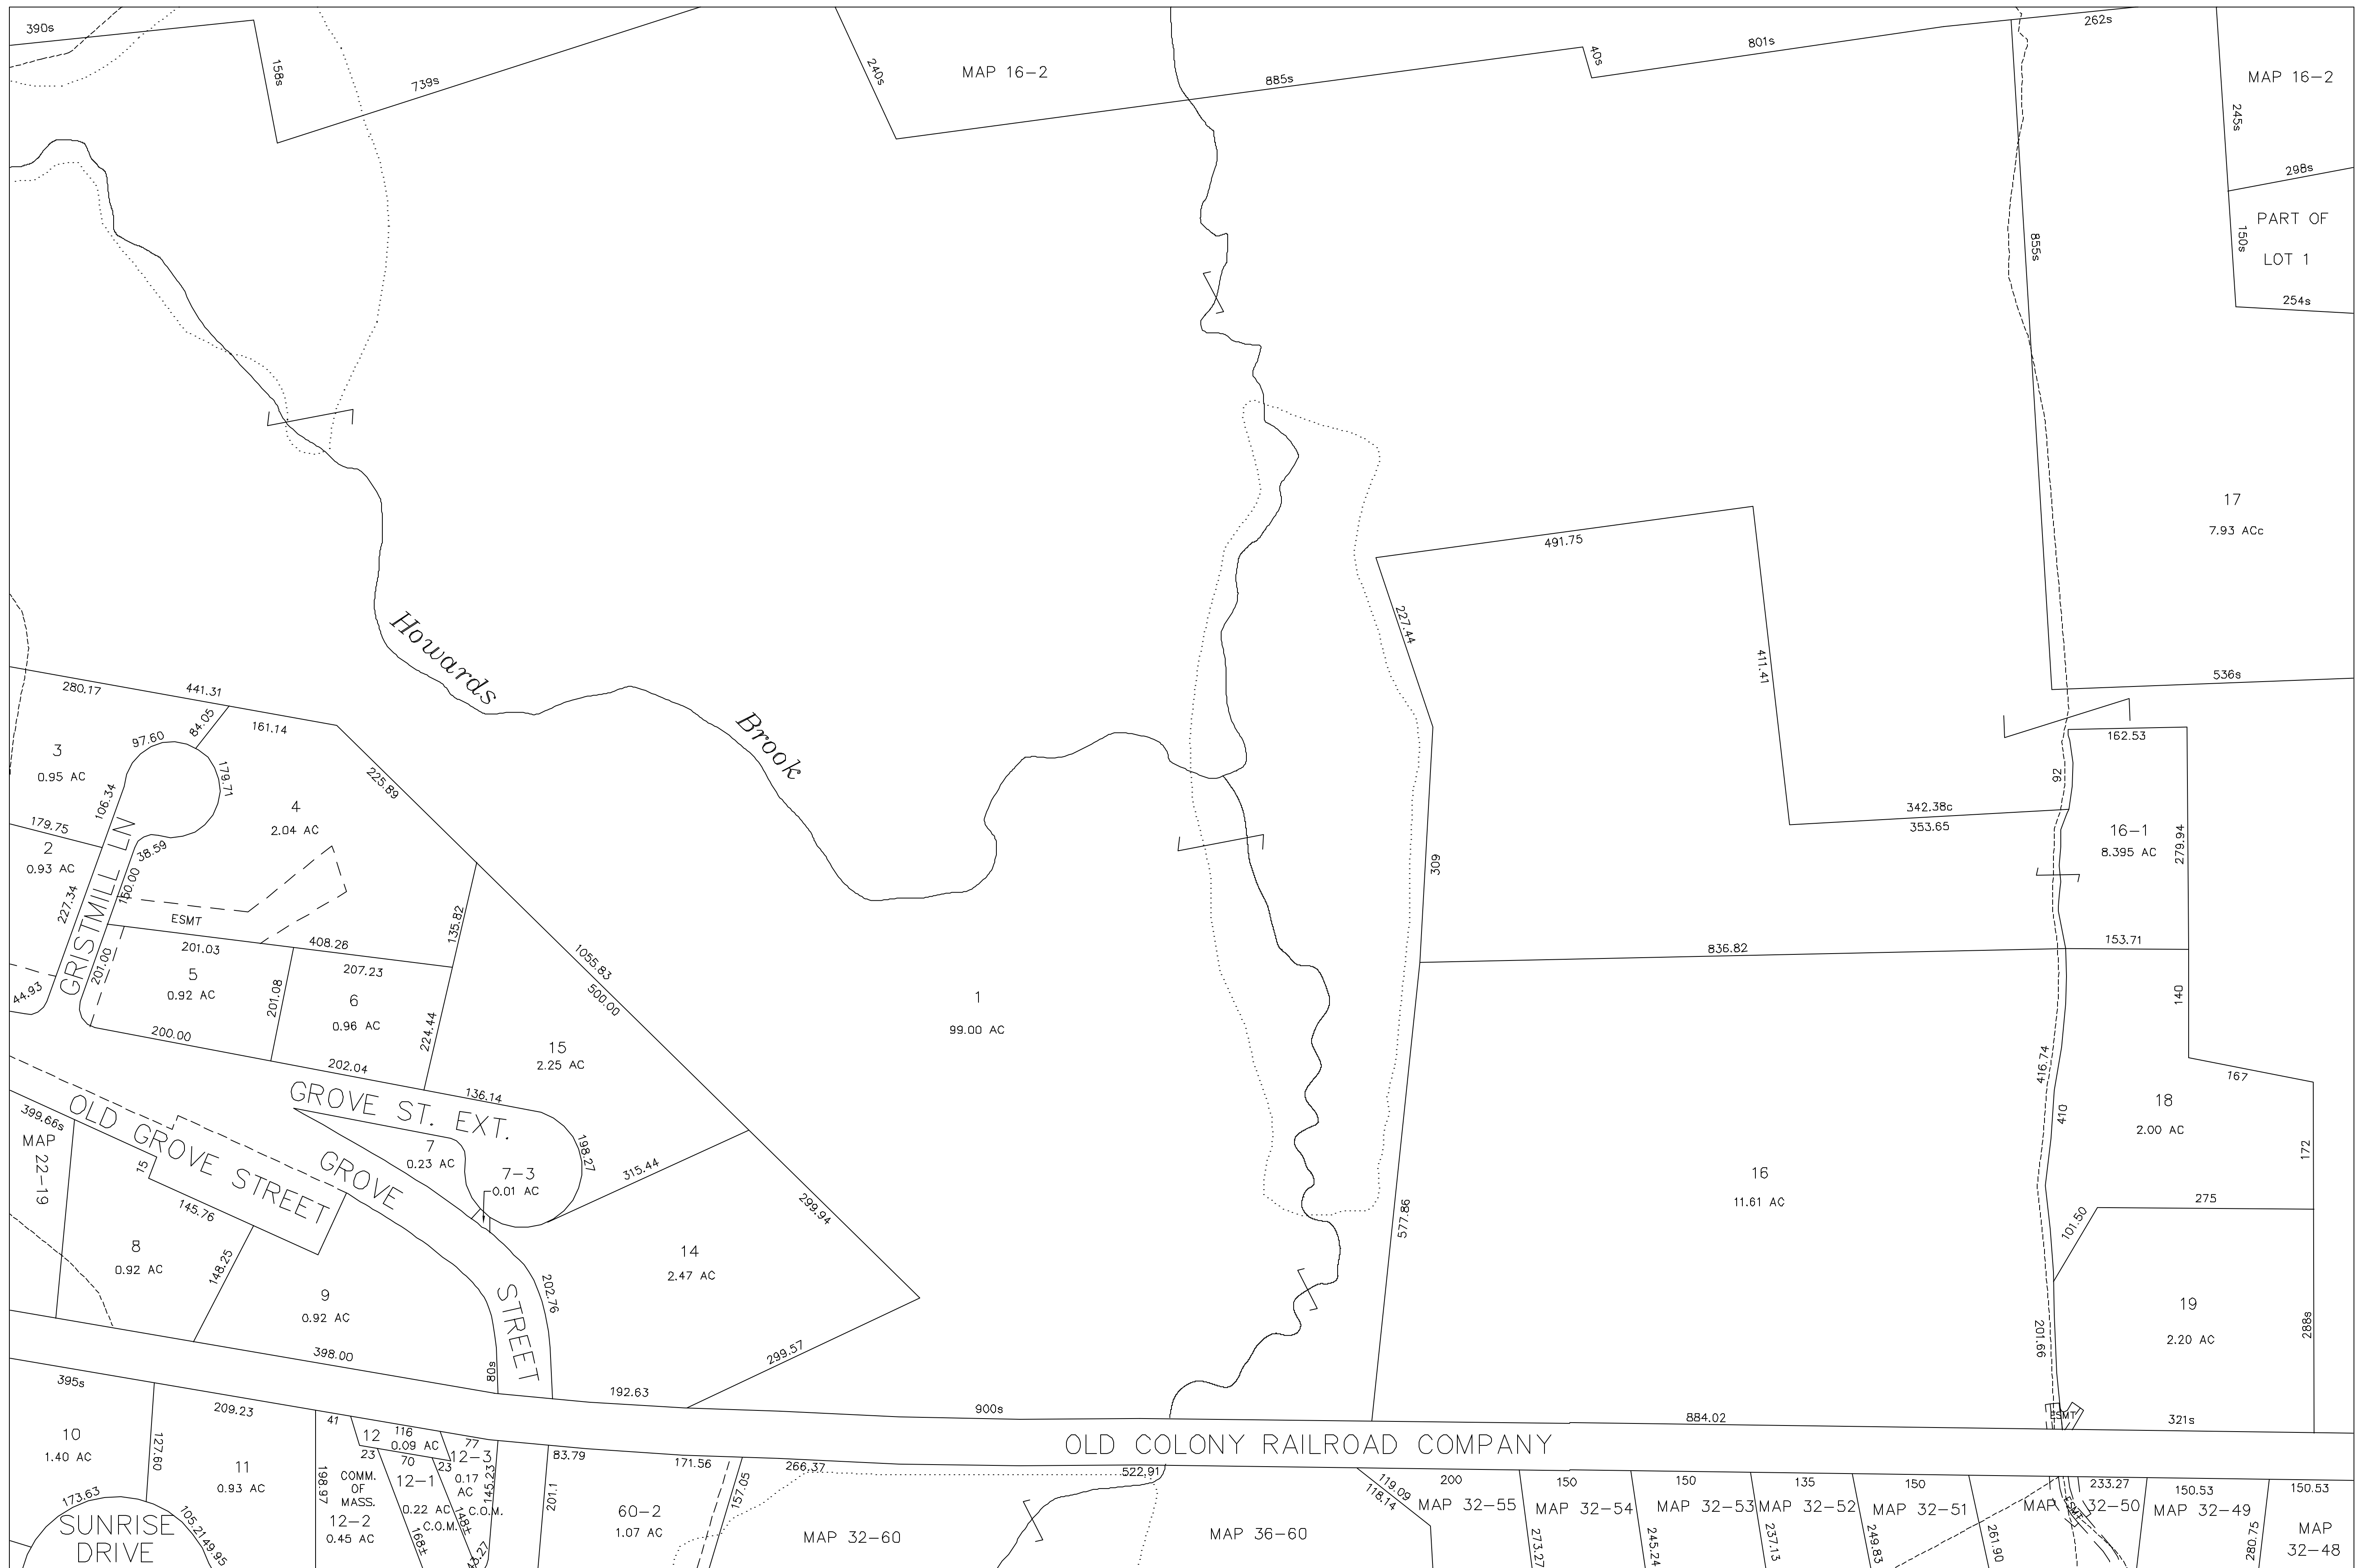 390s
158s
739s
240s
MAP 16-2
885s
40s
801s
262s
MAP 16-2
245s
298s
PART OF
LOT 1
150s
254s
855s
17
7.93 ACc
536s
491.75
227.44
411.41
309
342.38c
353.65
92
162.53
16-1
8.395 AC
279.94
836.82
153.71
140
167
18
2.00 AC
172
416.74
410
275
101.50
19
2.20 AC
288s
201.66
ESMT
321s
16
11.61 AC
577.86
884.02
Howards
Brook
1
99.00 AC
280.17
441.31
161.14
84.05
97.60
3
0.95 AC
179.71
106.34
179.75
2
0.93 AC
38.59
4
2.04 AC
225.89
227.34
GRISTMILL LN
150.00
ESMT
201.00
44.93
201.03
408.26
207.23
135.82
5
0.92 AC
201.08
6
0.96 AC
224.44
200.00
202.04
1055.83
500.00
15
2.25 AC
136.14
GROVE ST. EXT.
198.27
7
0.23 AC
7-3
0.01 AC
315.44
299.94
399.66s
OLD GROVE STREET
MAP
22-19
15
145.76
GROVE
STREET
8
0.92 AC
148.25
9
0.92 AC
398.00
80s
202.76
14
2.47 AC
299.57
192.63
900s
OLD COLONY RAILROAD COMPANY
395s
209.23
10
1.40 AC
127.60
11
0.93 AC
173.63
105.21
49.95
SUNRISE
DRIVE
41
198.97
12
116
0.09 AC
23
70
23
77
12-3
0.17
AC
C.O.M.
145.23
COMM.
OF
MASS.
12-2
0.45 AC
12-1
0.22 AC
C.O.M.
168±
148±
201.1
83.79
171.56
60-2
1.07 AC
157.05
266.37
MAP 32-60
522.91
MAP 36-60
119.09
118.14
200
MAP 32-55
273.27
150
MAP 32-54
245.24
150
MAP 32-53
237.13
135
MAP 32-52
249.83
150
MAP 32-51
261.90
233.27
MAP 32-50
ESMT
150.53
MAP 32-49
280.75
150.53
MAP
32-48